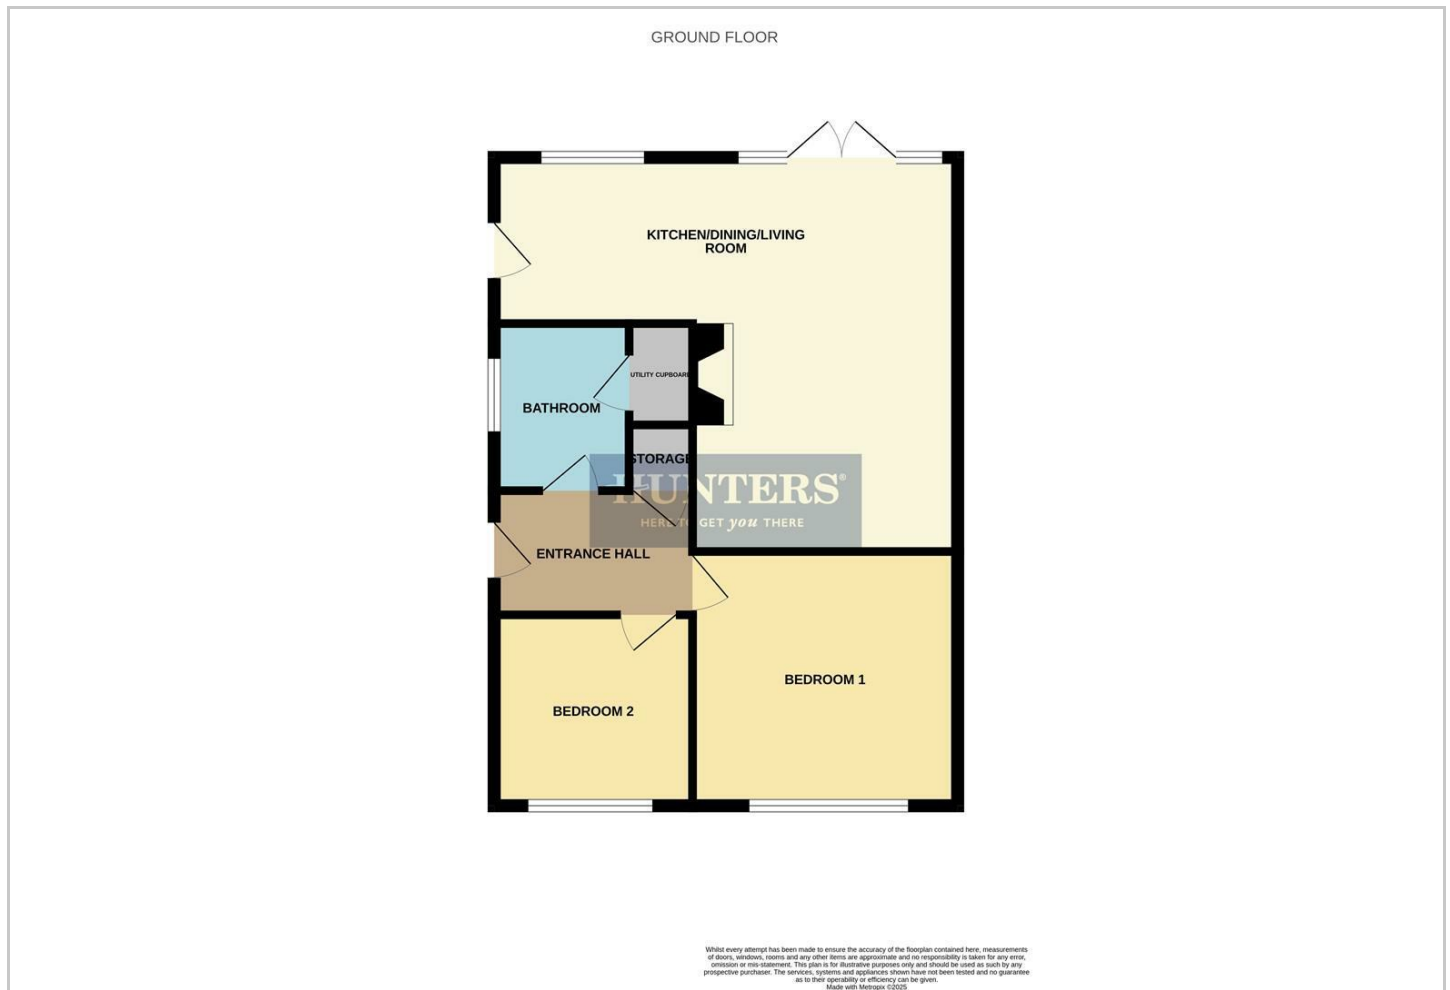 GROUND FLOOR
KITCHEN/DINING/LIVING
ROOM
UTILITY CUPBOARD
BATHROOM
STORAGE
HUNTERS®
HERE TO GET you THERE
ENTRANCE HALL
BEDROOM 1
BEDROOM 2
Whilst every attempt has been made to ensure the accuracy of the floorplan contained here, measurements
of doors, windows, rooms and any other items are approximate and no responsibility is taken for any error,
omission or mis-statement. This plan is for illustrative purposes only and should be used as such by any
prospective purchaser. The services, systems and appliances shown have not been tested and no guarantee
as to their operability or efficiency can be given.
Made with Metropix ©2025